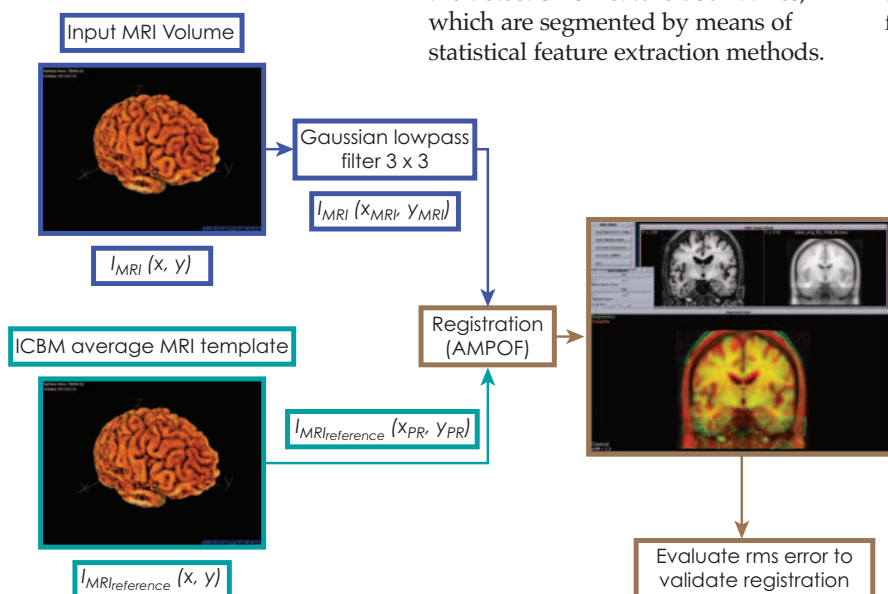 which are segmented by means of
statistical feature extraction methods.
f
Input MRI Volume
Gaussian lowpass
filter 3 x 3
I_MRI (x_MRI, y_MRI)
I_MRI (x, y)
Registration
(AMPOF)
ICBM average MRI template
I_MRIreference (x_PR, y_PR)
I_MRIreference (x, y)
Evaluate rms error to
validate registration